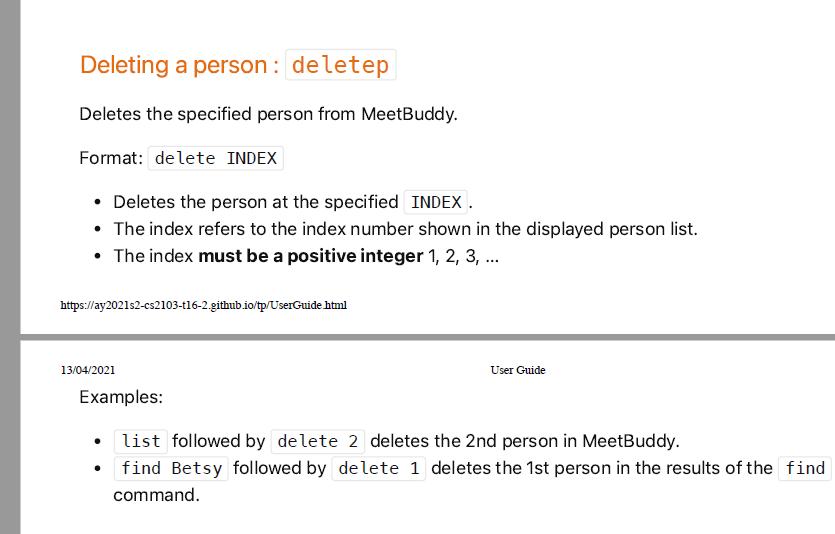 Deleting a person : deletep
Deletes the specified person from MeetBuddy.
Format: delete INDEX
• Deletes the person at the specified INDEX .
• The index refers to the index number shown in the displayed person list.
• The index must be a positive integer 1, 2, 3, …
https://ay2021s2-cs2103-t16-2.github.io/tp/UserGuide.html
13/04/2021 User Guide
Examples:
• list followed by delete 2 deletes the 2nd person in MeetBuddy.
• find Betsy followed by delete 1 deletes the 1st person in the results of the find
command.